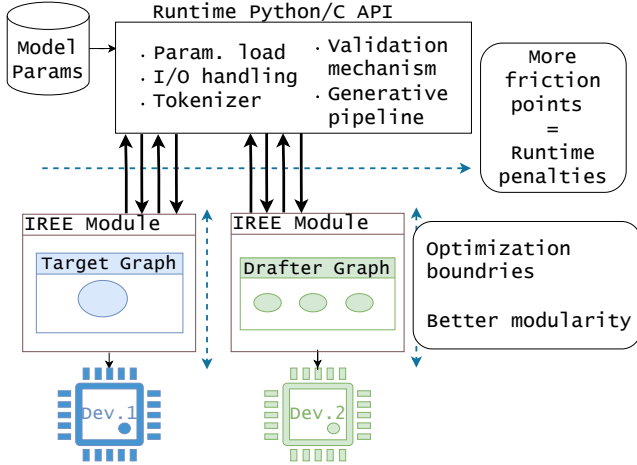 Runtime Python/C API
Model
Params
· Param. load
· I/O handling
· Tokenizer
· Validation
mechanism
· Generative
pipeline
More
friction
points
=
Runtime
penalties
IREE Module
Target Graph
IREE Module
Drafter Graph
Optimization
boundries
Better modularity
Dev.1
Dev.2